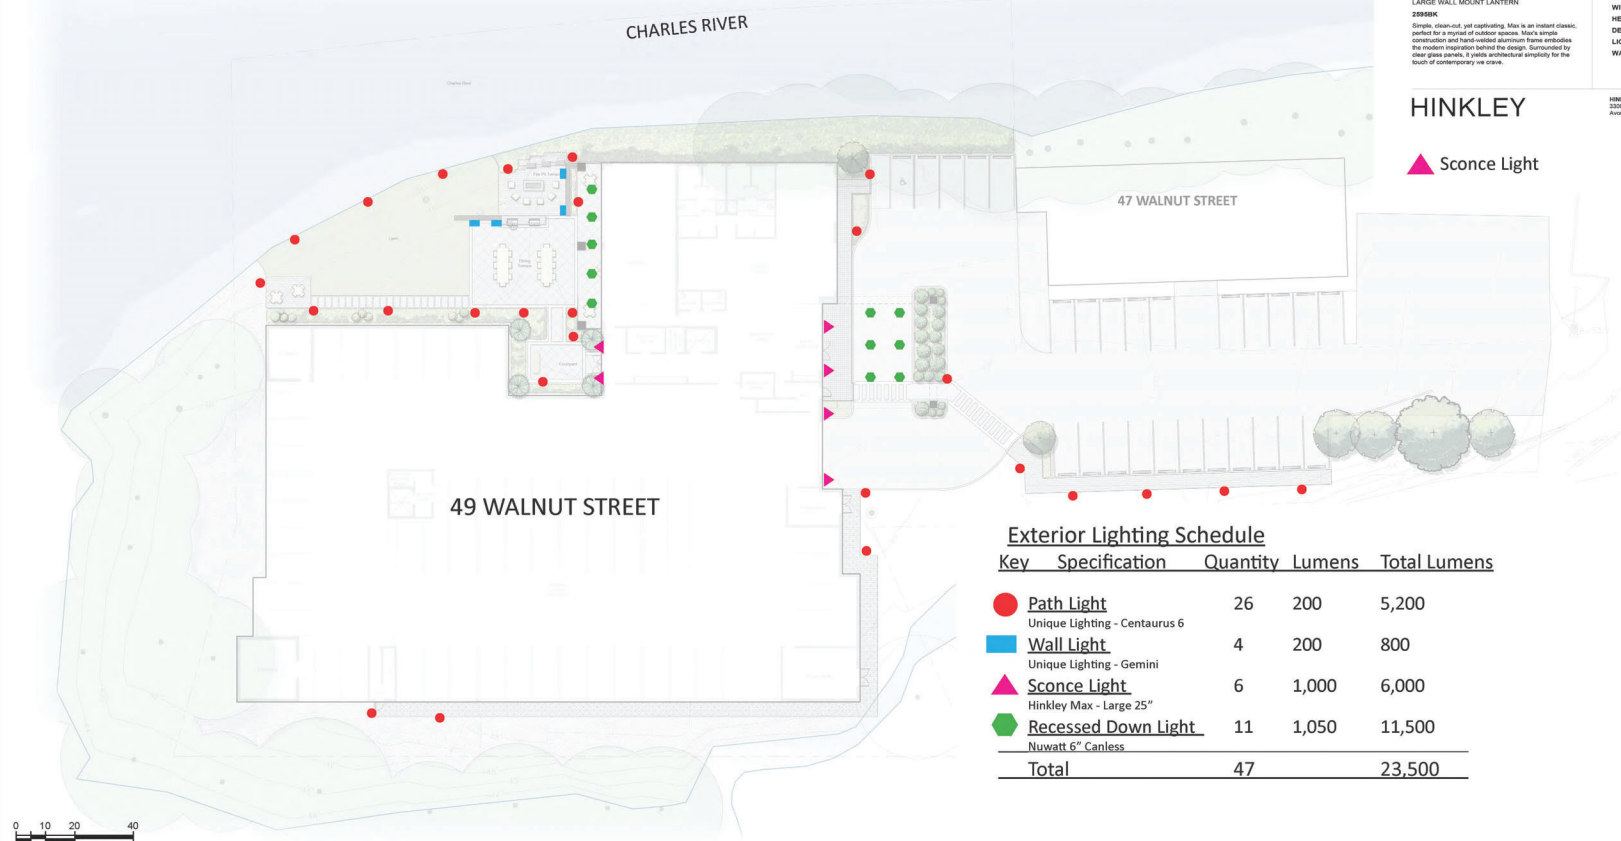 CHARLES RIVER
LARGE WALL MOUNT LANTERN
2595BK
Simple, clean-cut, yet captivating, Max is an instant classic,
perfect for a myriad of outdoor spaces. Max's simple
construction and hand-welded aluminum frame embodies
the modern inspiration behind the design. Surrounded by
clear glass panels, it yields architectural simplicity for the
touch of contemporary we crave.
HINKLEY
Sconce Light
47 WALNUT STREET
49 WALNUT STREET
Exterior Lighting Schedule
Key Specification Quantity Lumens Total Lumens
Path Light 26 200 5,200
Unique Lighting - Centaurus 6
Wall Light 4 200 800
Unique Lighting - Gemini
Sconce Light 6 1,000 6,000
Hinkley Max - Large 25”
Recessed Down Light 11 1,050 11,500
Nuwatt 6” Canless
Total 47 23,500
0 10 20 40